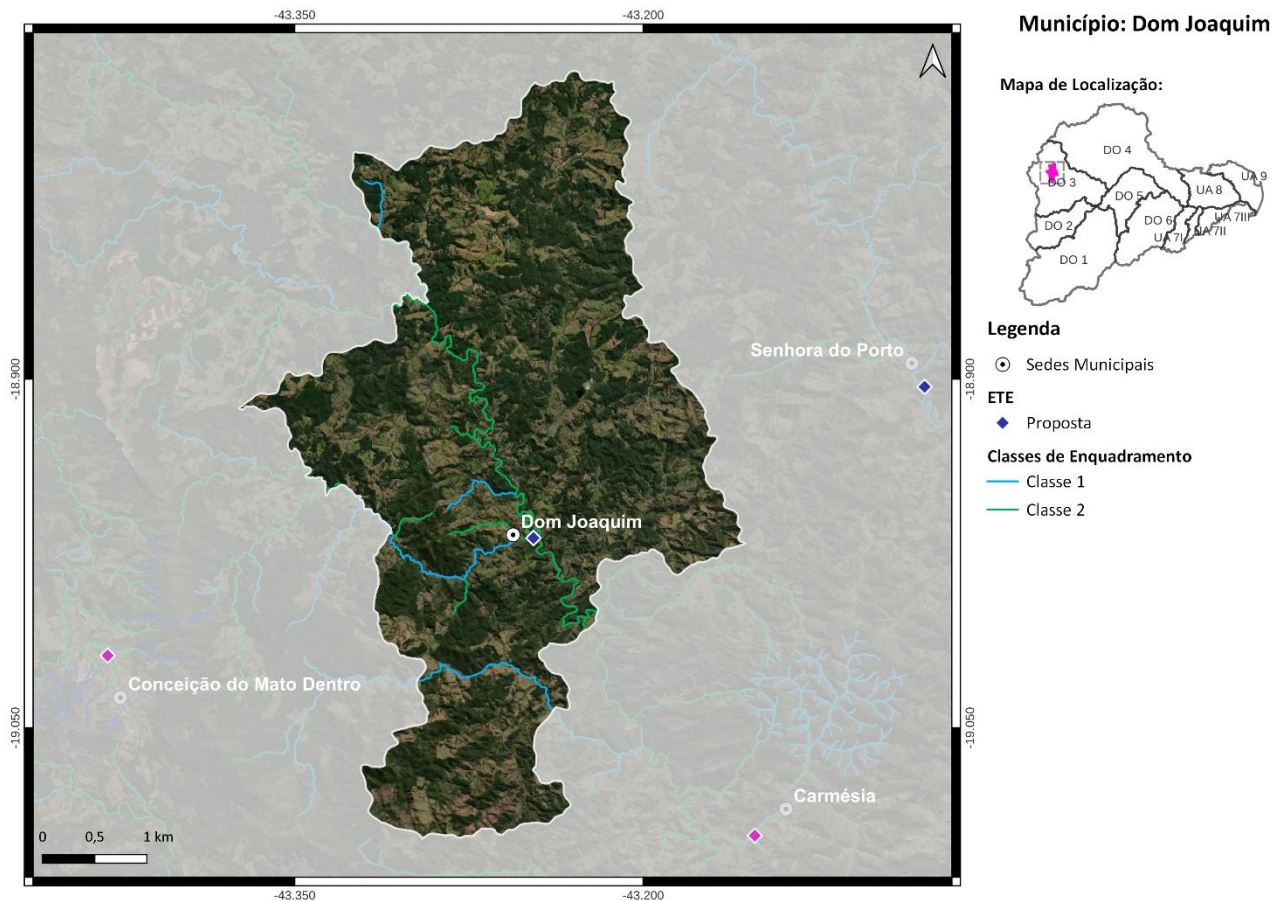 -43.350
-43.200
Município: Dom Joaquim
Mapa de Localização:
DO 4
DO 3
UA 9
UA 8
DO 5
DO 2
DO 6
UA 7III
UA 7II
UA 7I
DO 1
Legenda
Sedes Municipais
ETE
Proposta
Classes de Enquadramento
Classe 1
Classe 2
Senhora do Porto
-18.900
-18.900
Dom Joaquim
Conceição do Mato Dentro
-19.050
-19.050
Carmésia
0 0,5 1 km
-43.350
-43.200